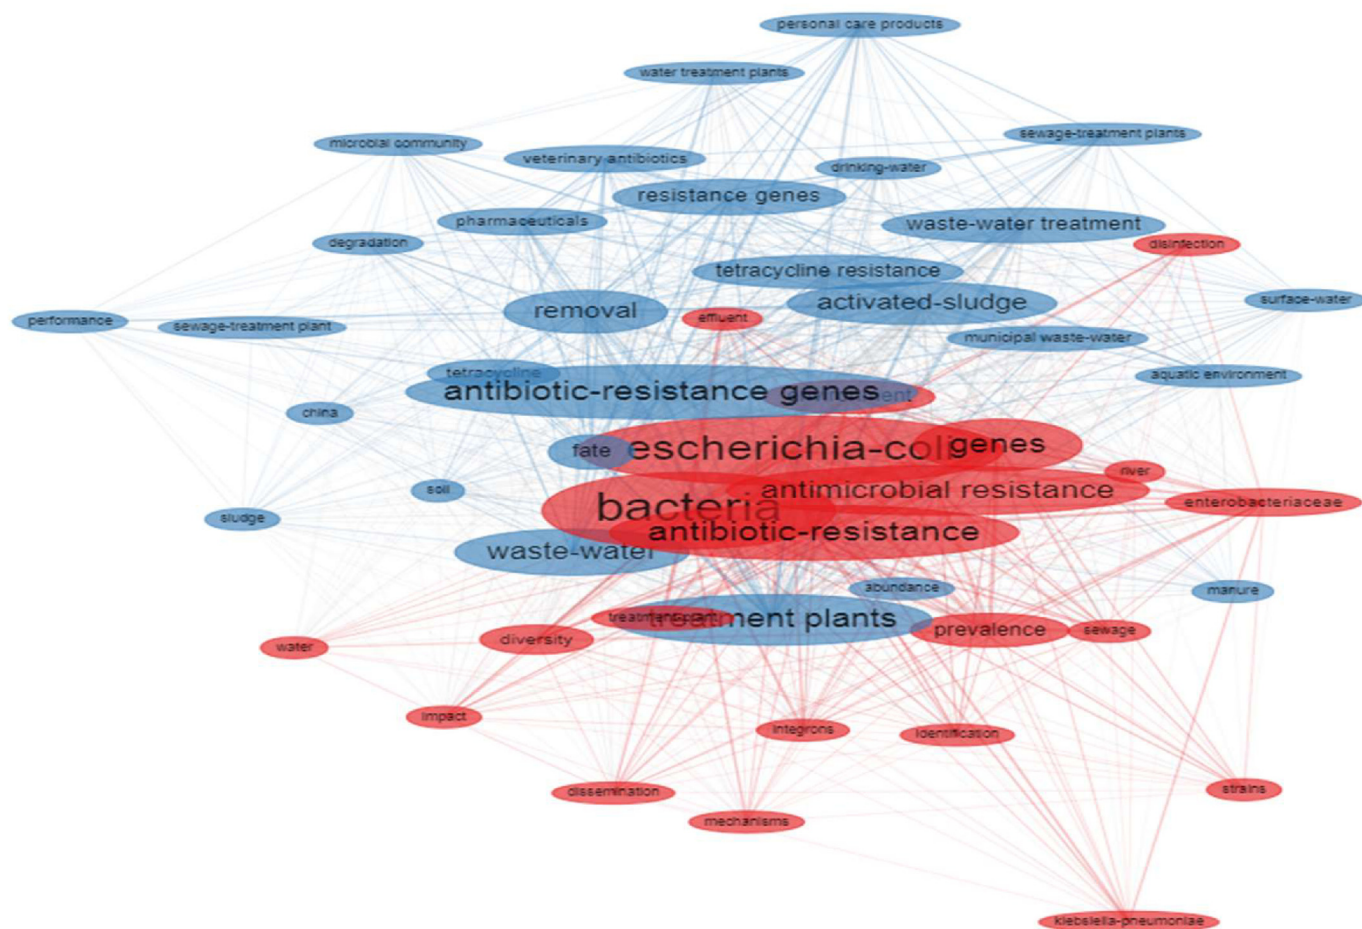 personal care products
water treatment plants
sewage-treatment plants
microbial community
veterinary antibiotics
drinking-water
resistance genes
pharmaceuticals
waste-water treatment
degradation
disinfection
tetracycline resistance
surface-water
activated-sludge
removal
effluent
performance
sewage-treatment plant
municipal waste-water
tetracycline
aquatic environment
antibiotic-resistance genes
china
escherichia-coli
genes
fate
river
soil
antimicrobial resistance
enterobacteriaceae
bacteria
sludge
antibiotic-resistance
waste-water
abundance
manure
treatment plant
treatment plants
prevalence
sewage
diversity
water
impact
integrons
identification
dissemination
strains
mechanisms
klebsiella-pneumoniae